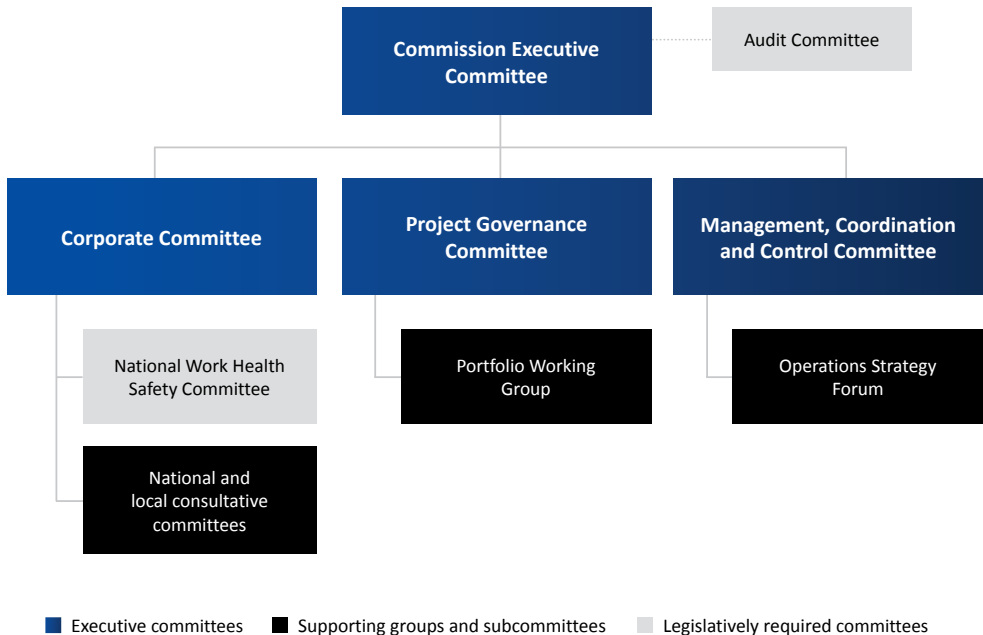 Commission Executive
Committee
Audit Committee
Corporate Committee
Project Governance
Committee
Management, Coordination
and Control Committee
National Work Health
Safety Committee
Portfolio Working
Group
Operations Strategy
Forum
National and
local consultative
committees
Executive committees
Supporting groups and subcommittees
Legislatively required committees